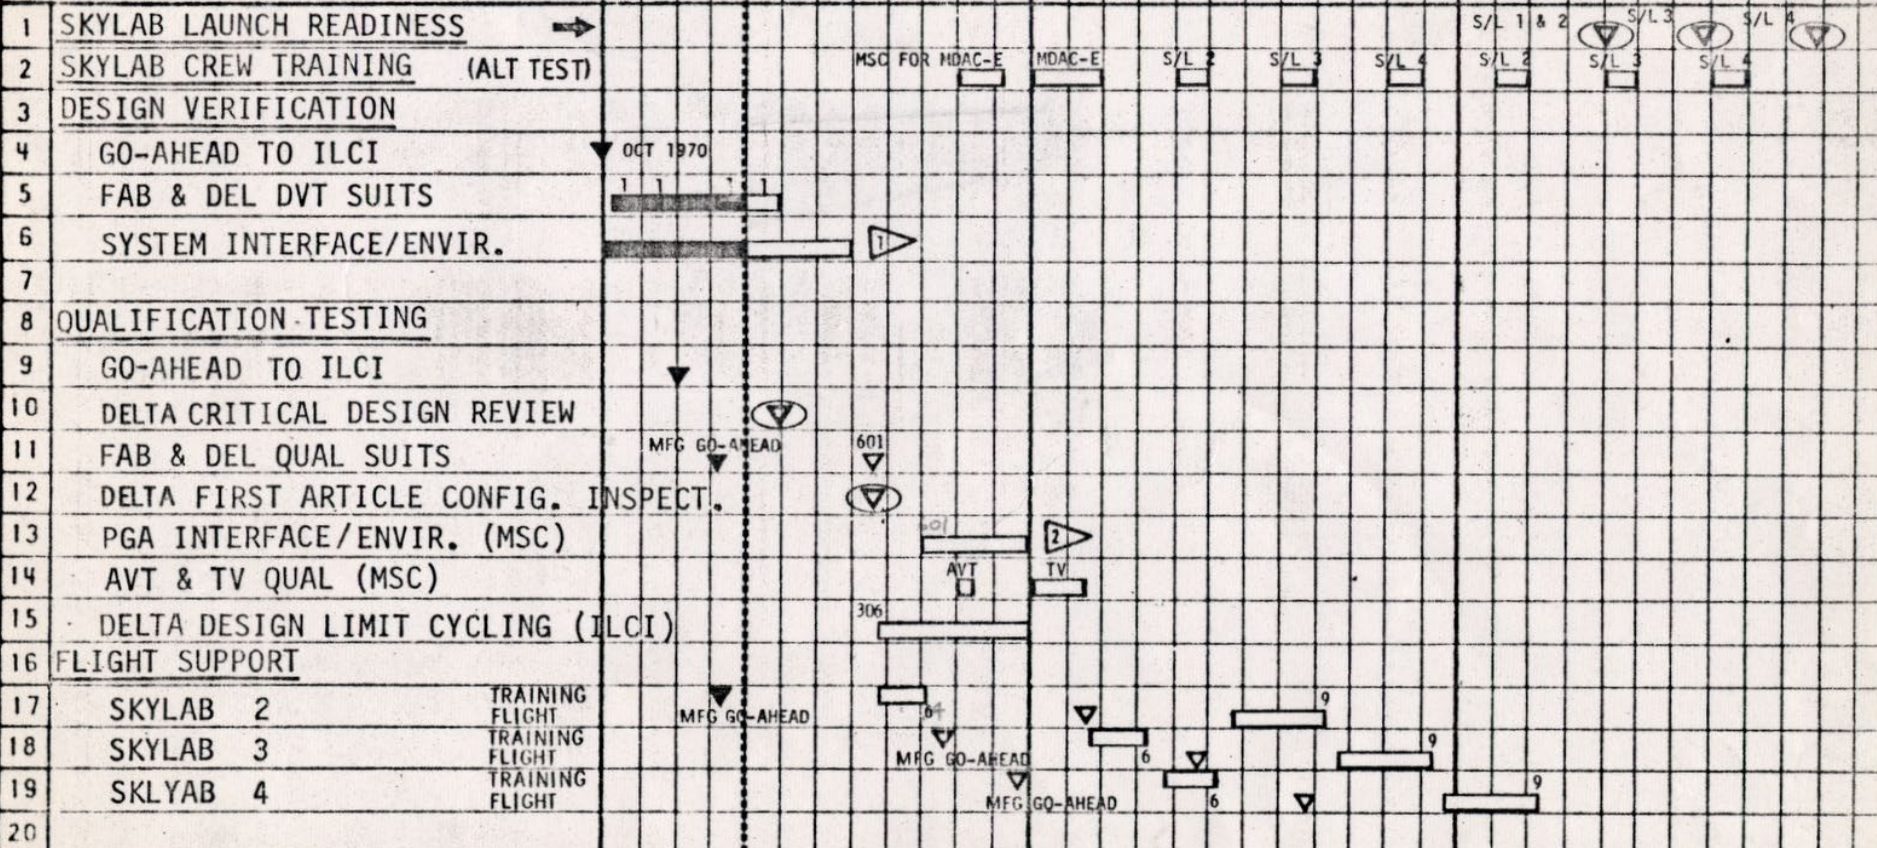 1 SKYLAB LAUNCH READINESS S/L 1 & 2 S/L 3 S/L 4
2 SKYLAB CREW TRAINING (ALT TEST) MSC FOR MDAC-E MDAC-E S/L 2 S/L 3 S/L 4 S/L 2 S/L 3 S/L 4
3 DESIGN VERIFICATION
4 GO-AHEAD TO ILCI OCT 1970
5 FAB & DEL DVT SUITS 1 1 1 1
6 SYSTEM INTERFACE/ENVIR. 1
7
8 QUALIFICATION TESTING
9 GO-AHEAD TO ILCI
10 DELTA CRITICAL DESIGN REVIEW
11 FAB & DEL QUAL SUITS MFG GO-AHEAD 601
12 DELTA FIRST ARTICLE CONFIG. INSPECT.
13 PGA INTERFACE/ENVIR. (MSC) 601 2
14 AVT & TV QUAL (MSC) AVT TV
15 DELTA DESIGN LIMIT CYCLING (ILCI) 306
16 FLIGHT SUPPORT
17 SKYLAB 2 TRAINING 9
FLIGHT MFG GO-AHEAD
18 SKYLAB 3 TRAINING 9
FLIGHT MFG GO-AHEAD 6
19 SKLYAB 4 TRAINING 9
FLIGHT MFG GO-AHEAD 6
20